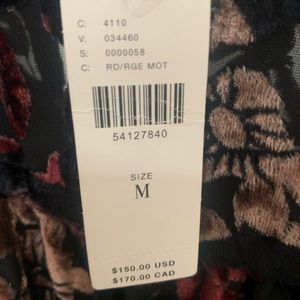 C: 4110
V: 034460
S: 0000058
C: RD/RGE MOT
54127840
SIZE
M
$150.00 USD
$170.00 CAD